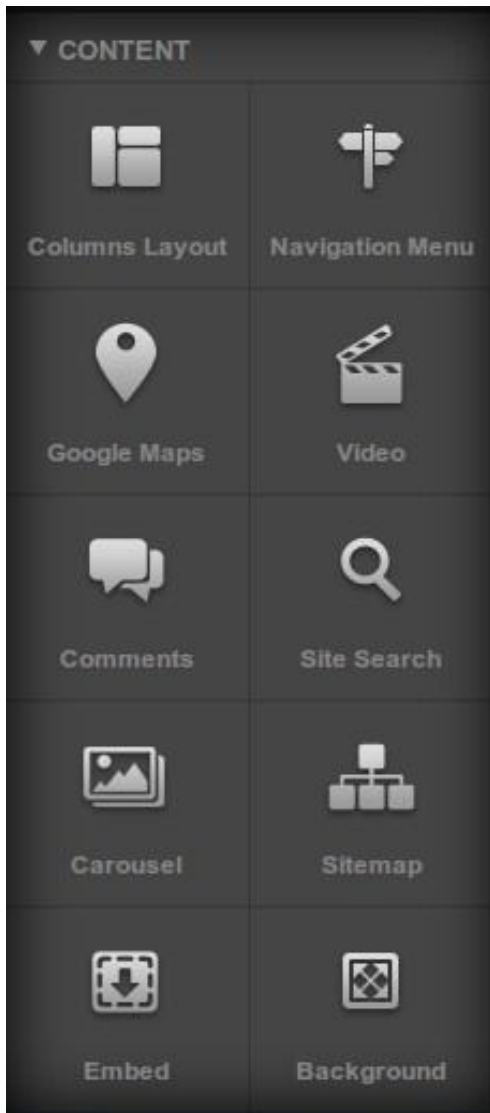 CONTENT
Columns Layout
Navigation Menu
Google Maps
Video
Comments
Site Search
Carousel
Sitemap
Embed
Background